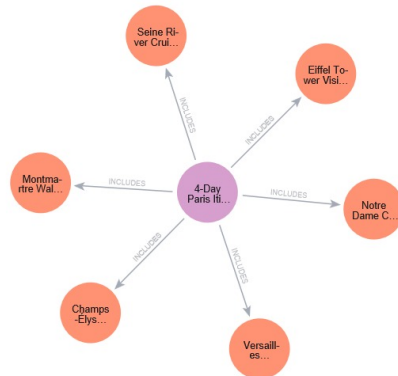 Seine Ri-
ver Crui...
Eiffel To-
wer Visi...
INCLUDES
INCLUDES
Montma-
rtre Wal...
INCLUDES
4-Day
Paris Iti...
INCLUDES
Notre
Dame C...
INCLUDES
INCLUDES
Champs
-Élys...
Versaill-
es...